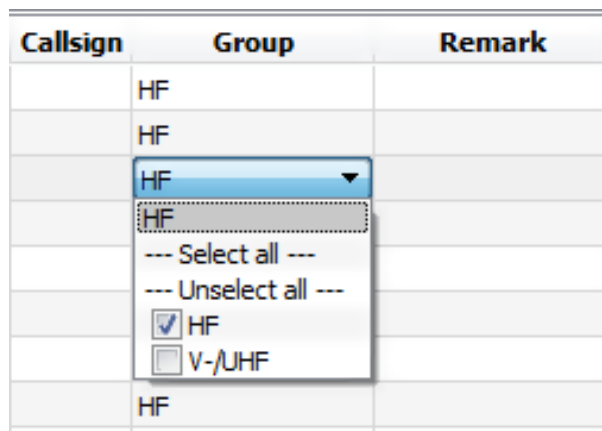 Callsign Group Remark
HF
HF
HF
HF
--- Select all ---
--- Unselect all ---
HF
V-/UHF
HF